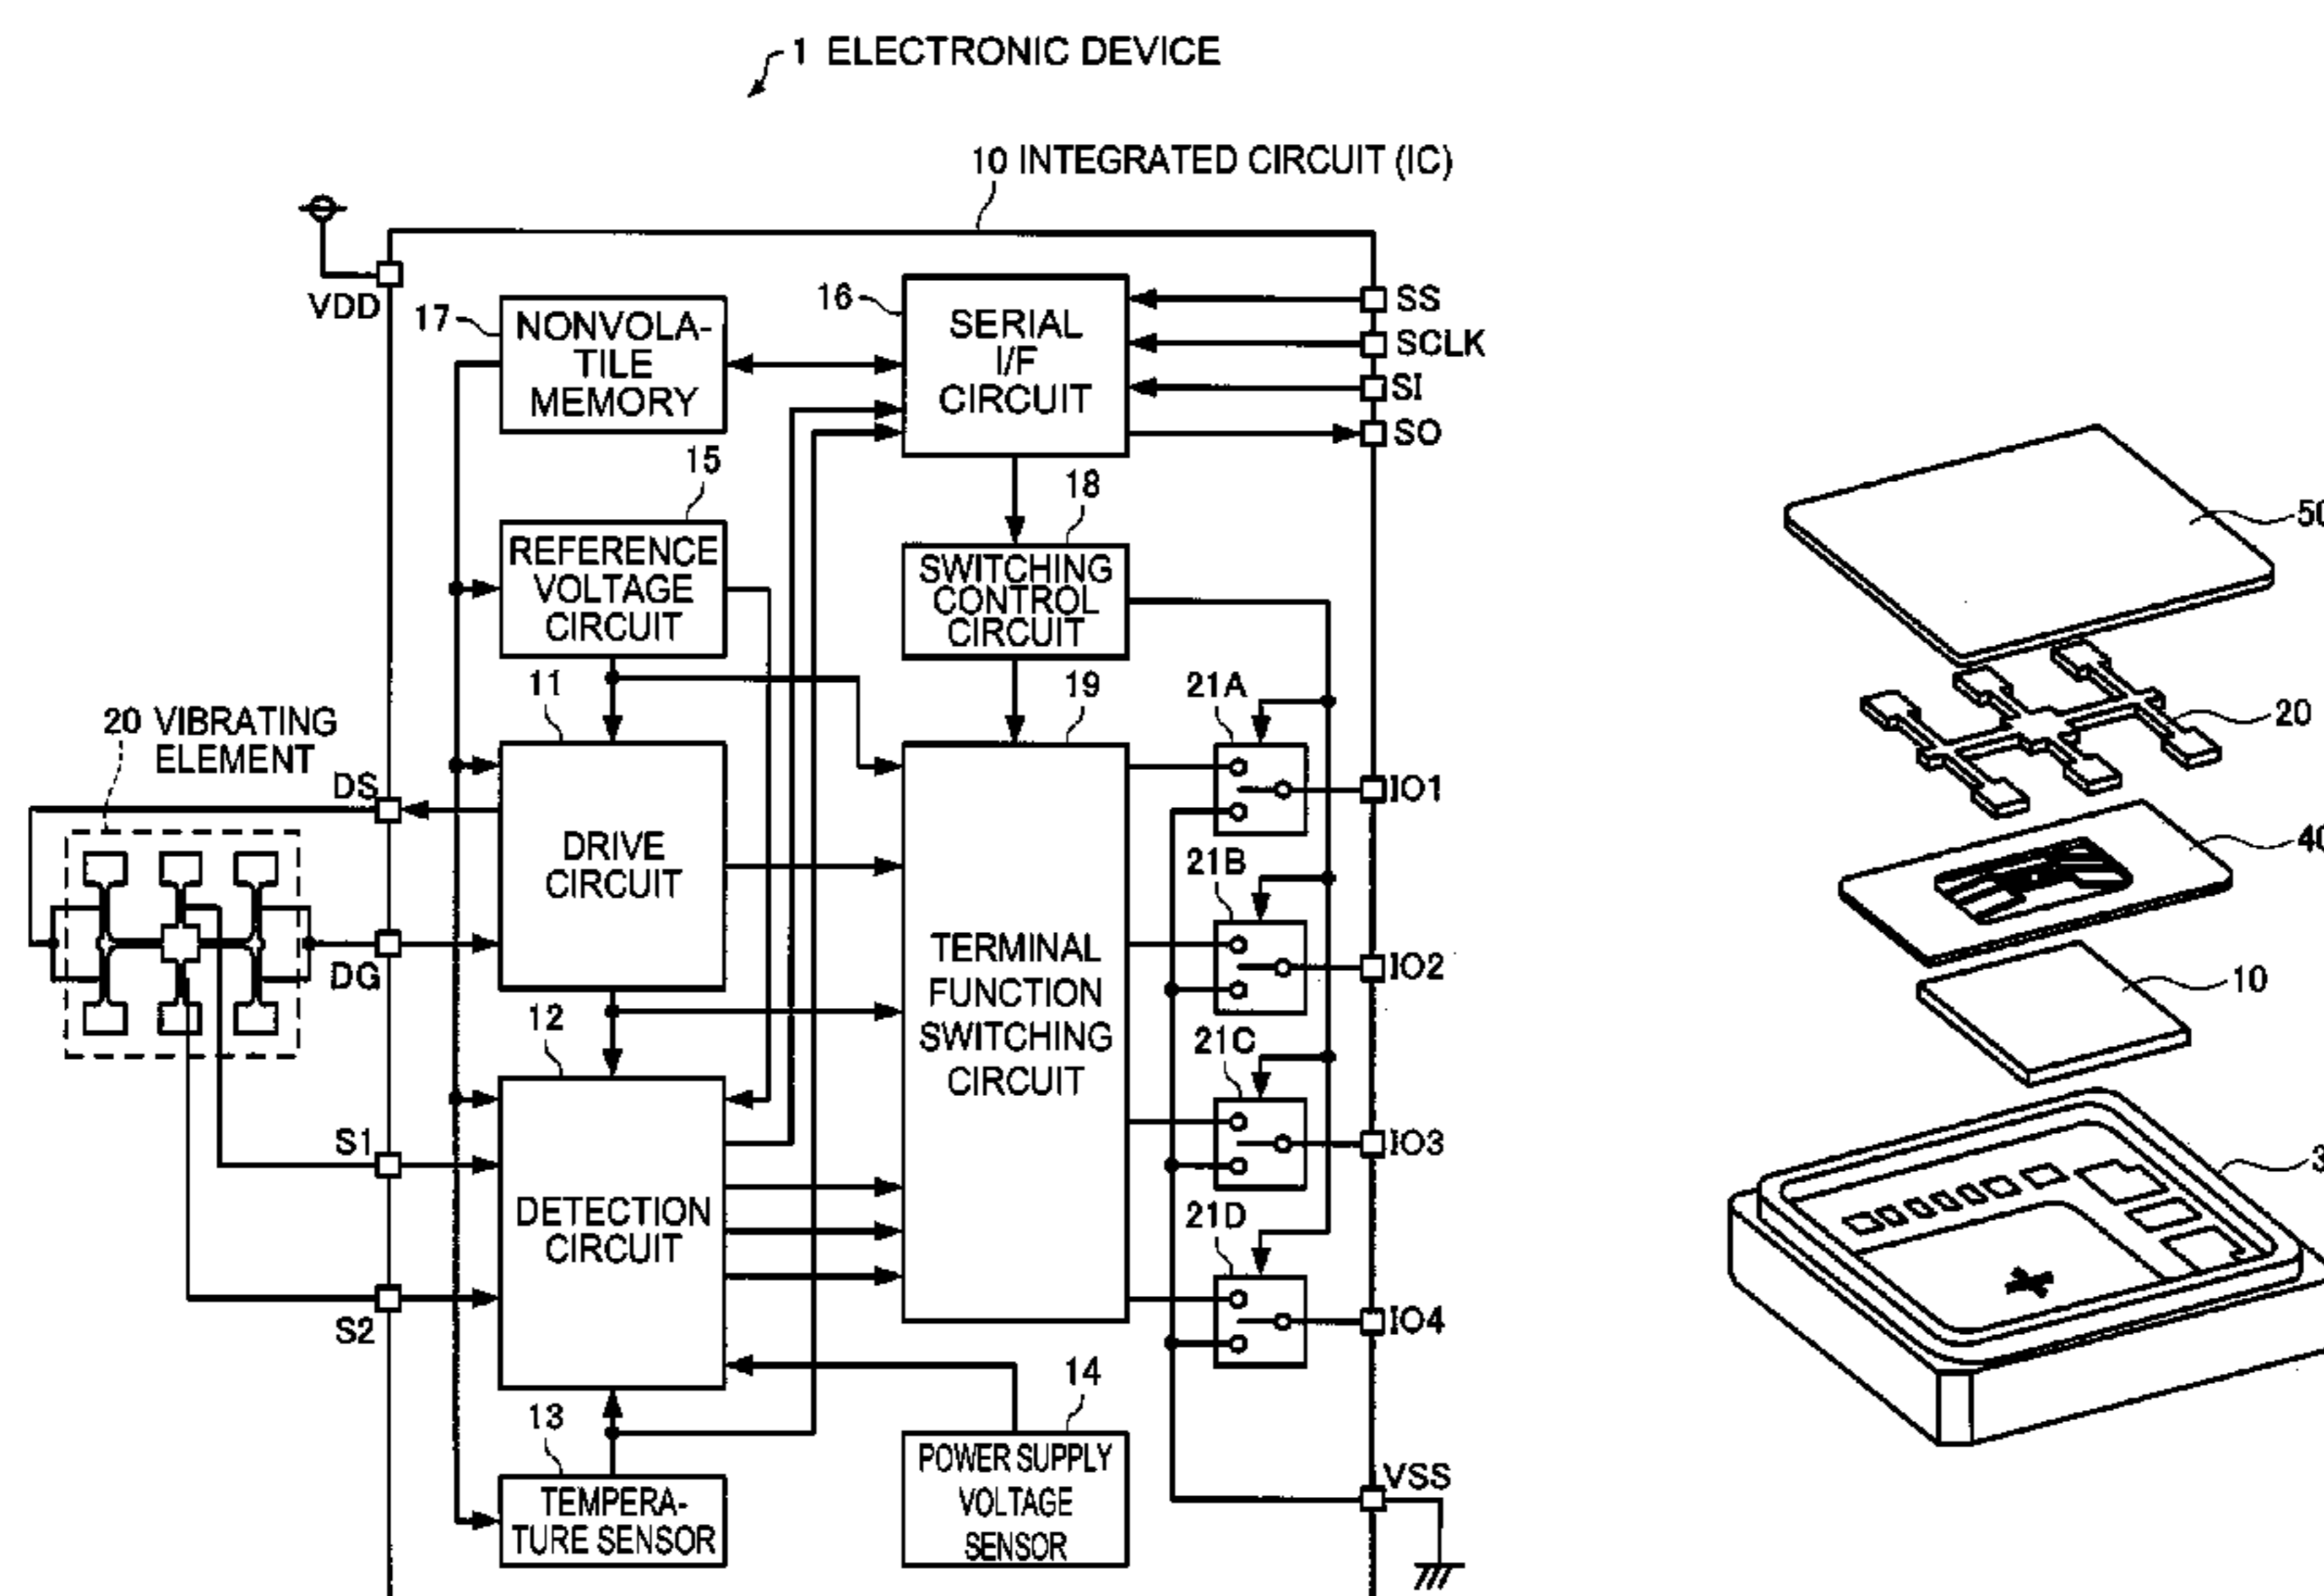 1 ELECTRONIC DEVICE
10 INTEGRATED CIRCUIT (IC)
VDD
17
NONVOLA-
TILE
MEMORY
16
SERIAL
I/F
CIRCUIT
SS
SCLK
SI
SO
15
REFERENCE
VOLTAGE
CIRCUIT
18
SWITCHING
CONTROL
CIRCUIT
20 VIBRATING
ELEMENT
DS
DG
11
DRIVE
CIRCUIT
19
TERMINAL
FUNCTION
SWITCHING
CIRCUIT
21A
IO1
21B
IO2
21C
IO3
21D
IO4
12
DETECTION
CIRCUIT
S1
S2
13
TEMPERA-
TURE SENSOR
14
POWER SUPPLY
VOLTAGE
SENSOR
VSS
20
10